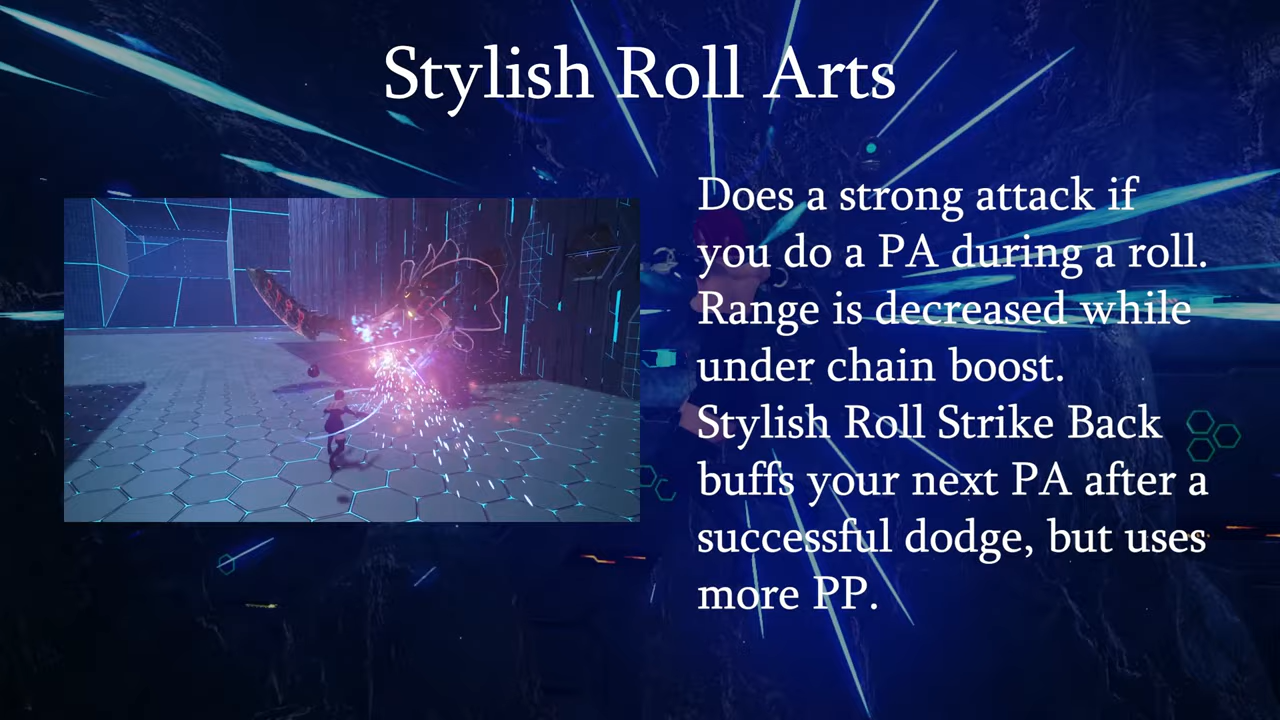 Stylish Roll Arts
Does a strong attack if
you do a PA during a roll.
Range is decreased while
under chain boost.
Stylish Roll Strike Back
buffs your next PA after a
successful dodge, but uses
more PP.